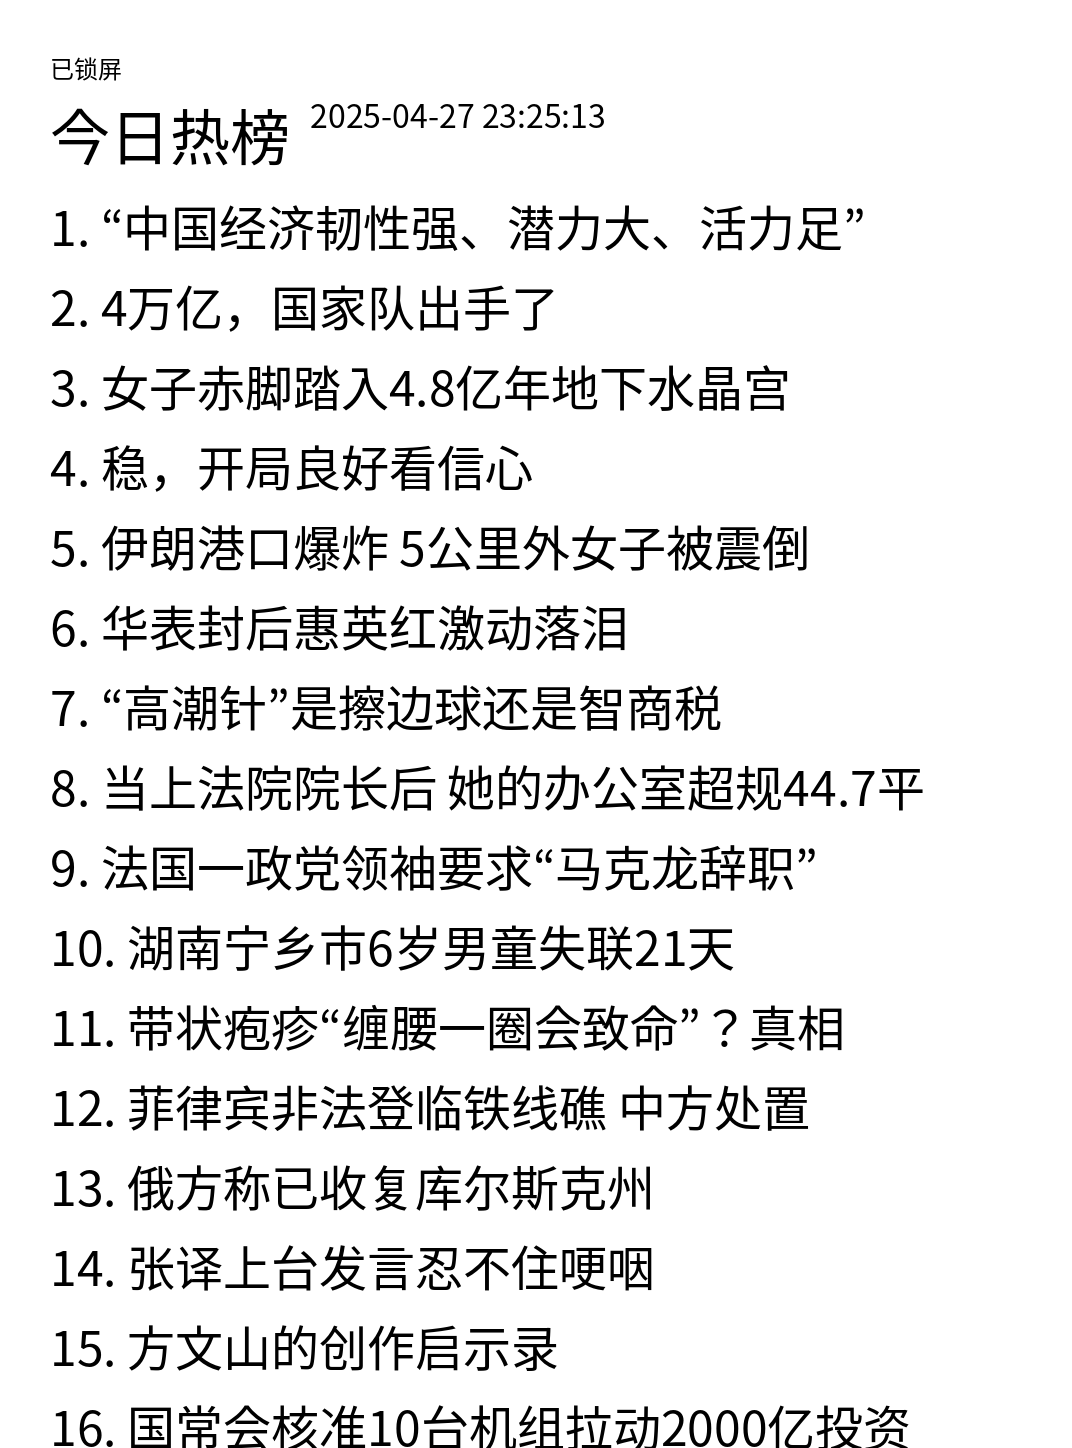 已锁屏
今日热榜 2025-04-27 23:25:13
1. “中国经济韧性强、潜力大、活力足”
2. 4万亿，国家队出手了
3. 女子赤脚踏入4.8亿年地下水晶宫
4. 稳，开局良好看信心
5. 伊朗港口爆炸 5公里外女子被震倒
6. 华表封后惠英红激动落泪
7. “高潮针”是擦边球还是智商税
8. 当上法院院长后 她的办公室超规44.7平
9. 法国一政党领袖要求“马克龙辞职”
10. 湖南宁乡市6岁男童失联21天
11. 带状疱疹“缠腰一圈会致命”？真相
12. 菲律宾非法登临铁线礁 中方处置
13. 俄方称已收复库尔斯克州
14. 张译上台发言忍不住哽咽
15. 方文山的创作启示录
16. 国常会核准10台机组拉动2000亿投资